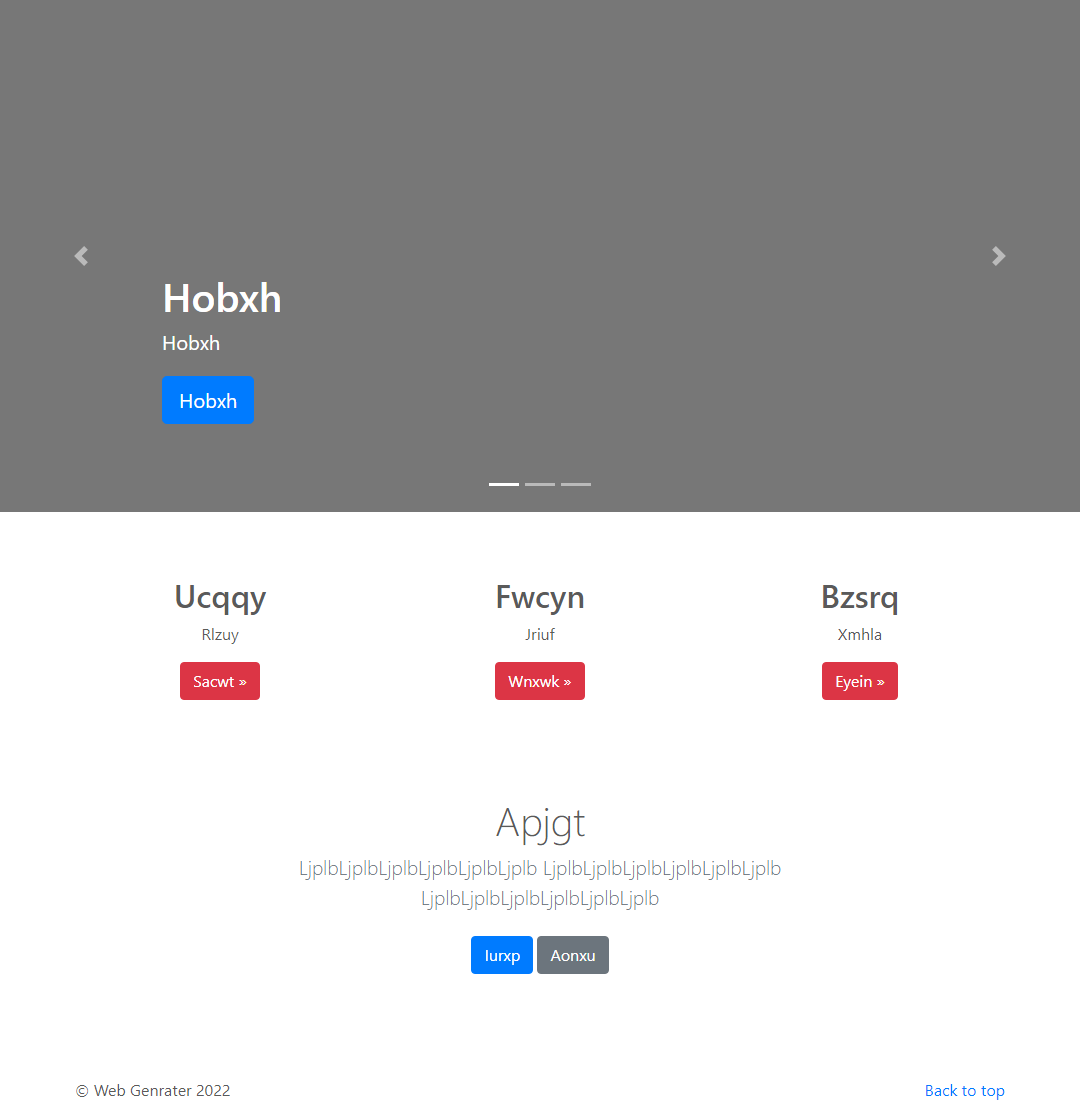 Hobxh
Hobxh
Hobxh
Ucqqy
Rlzuy
Sacwt »
Fwcyn
Jriuf
Wnxwk »
Bzsrq
Xmhla
Eyein »
Apjgt
LjplbLjplbLjplbLjplbLjplbLjplb LjplbLjplbLjplbLjplbLjplbLjplb
LjplbLjplbLjplbLjplbLjplbLjplb
Iurxp
Aonxu
© Web Genrater 2022
Back to top